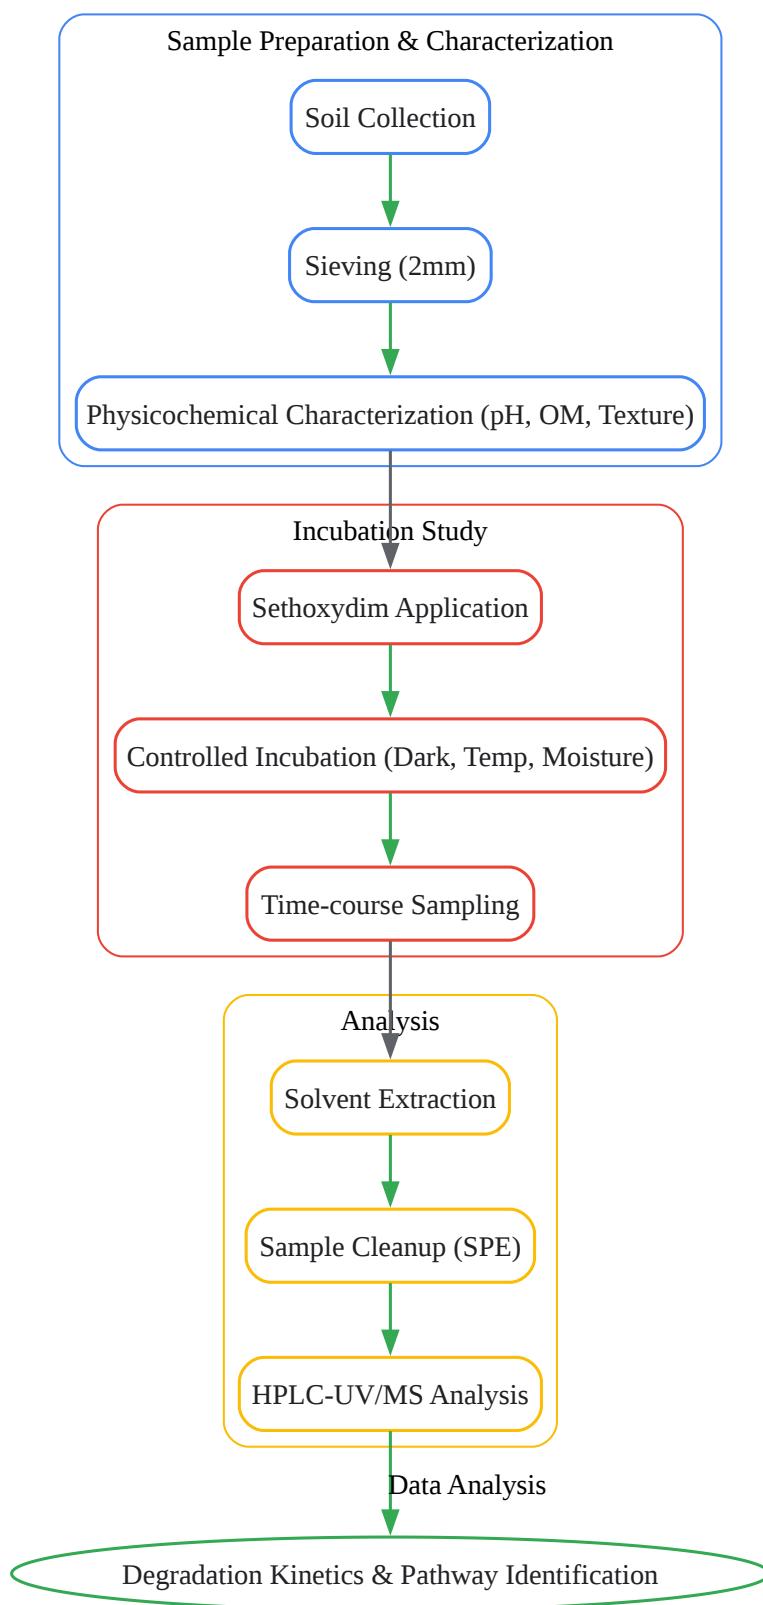 Sample Preparation & Characterization
Soil Collection
Sieving (2mm)
Physicochemical Characterization (pH, OM, Texture)
Incubation Study
Sethoxydim Application
Controlled Incubation (Dark, Temp, Moisture)
Time-course Sampling
Analysis
Solvent Extraction
Sample Cleanup (SPE)
HPLC-UV/MS Analysis
Data Analysis
Degradation Kinetics & Pathway Identification